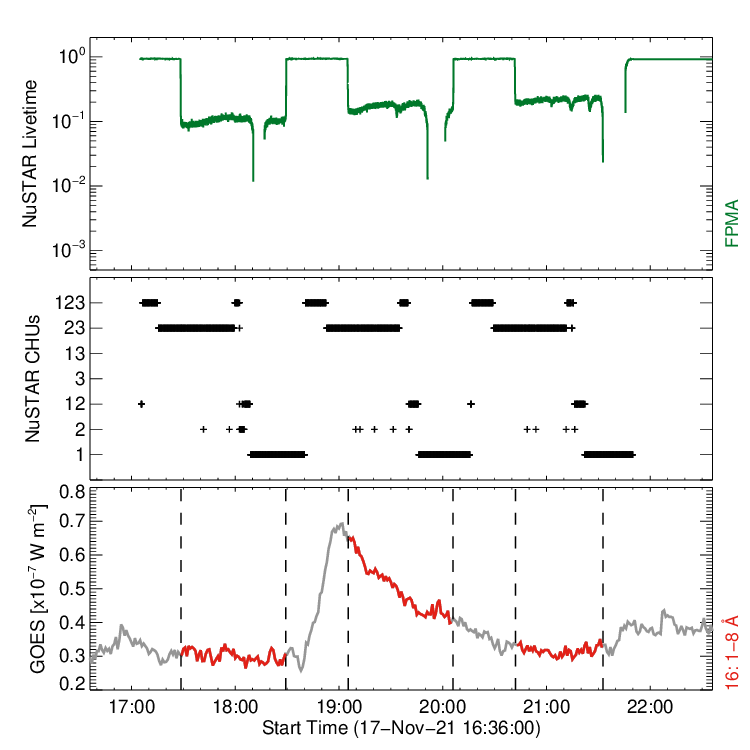 NuSTAR Livetime
10⁰
10⁻¹
10⁻²
10⁻³
FPMA
NuSTAR CHUs
123
23
13
3
12
2
1
GOES [x10⁻⁷ W m⁻²]
0.8
0.7
0.6
0.5
0.4
0.3
0.2
16: 1−8 Å
17:00 18:00 19:00 20:00 21:00 22:00
Start Time (17−Nov−21 16:36:00)